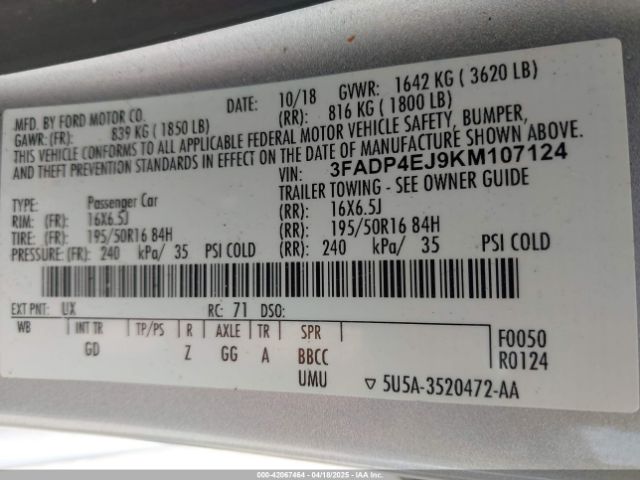 MFD. BY FORD MOTOR CO.
DATE: 10/18 GVWR: 1642 KG ( 3620 LB)
GAWR: (FR): 839 KG ( 1850 LB) (RR): 816 KG ( 1800 LB)
THIS VEHICLE CONFORMS TO ALL APPLICABLE FEDERAL MOTOR VEHICLE SAFETY, BUMPER,
AND THEFT PREVENTION STANDARDS IN EFFECT ON THE DATE OF MANUFACTURE SHOWN ABOVE.
VIN: 3FADP4EJ9KM107124
TRAILER TOWING - SEE OWNER GUIDE
TYPE: Passenger Car
RIM: (FR): 16X6.5J (RR): 16X6.5J
TIRE: (FR): 195/50R16 84H (RR): 195/50R16 84H
PRESSURE: (FR): 240 kPa/ 35 PSI COLD (RR): 240 kPa/ 35 PSI COLD
EXT PNT: UX RC: 71 DSO:
WB INT TR TP/PS R AXLE TR SPR F0050
GD Z GG A BBCC R0124
UMU ▽ 5U5A-3520472-AA
000-42067464 - 04/18/2025 - IAA Inc.